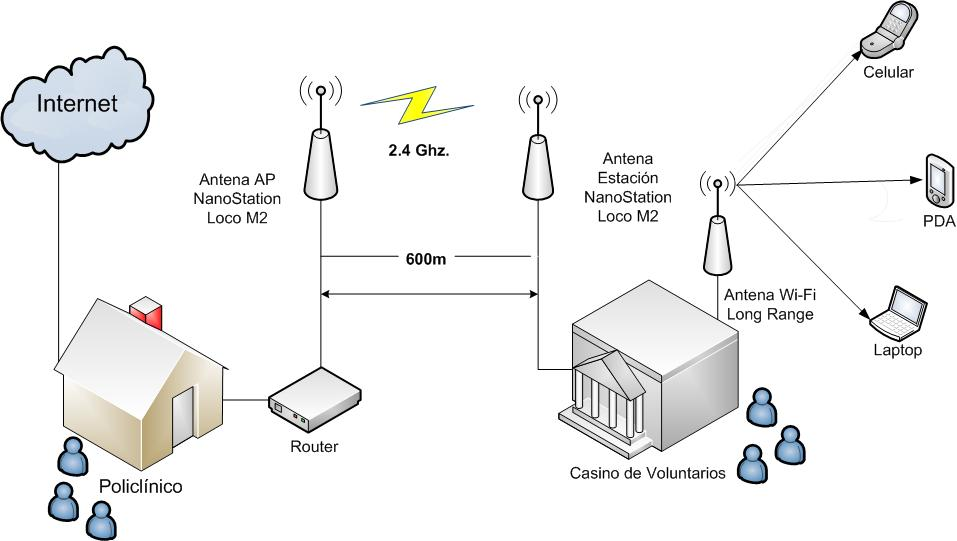 Internet
Antena AP
NanoStation
Loco M2
2.4 Ghz.
Antena
Estación
NanoStation
Loco M2
Celular
PDA
600m
Antena Wi-Fi
Long Range
Laptop
Router
Policlínico
Casino de Voluntarios